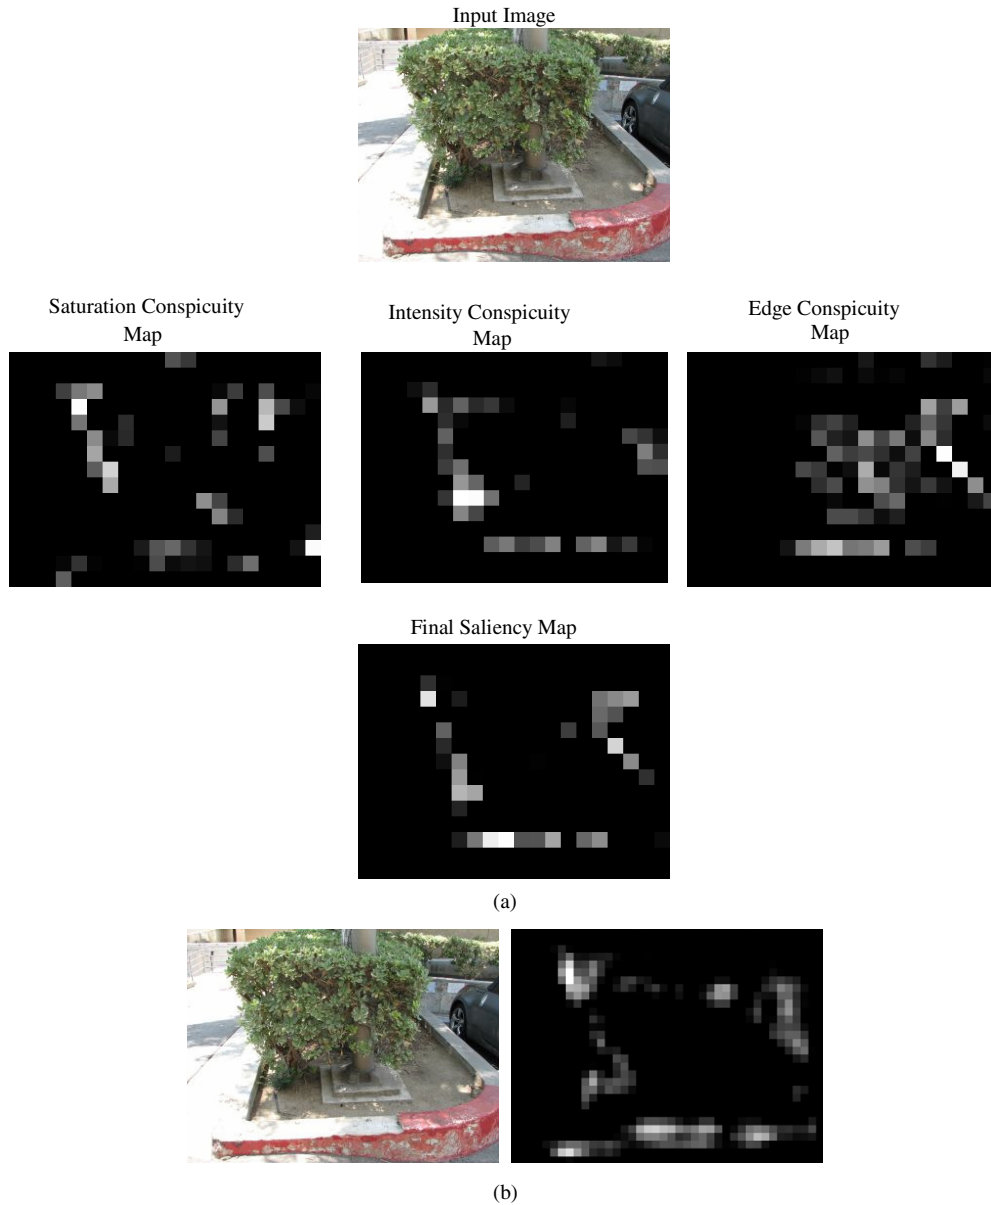 Input Image
Saturation Conspicuity
Map
Intensity Conspicuity
Map
Edge Conspicuity
Map
Final Saliency Map
(a)
(b)